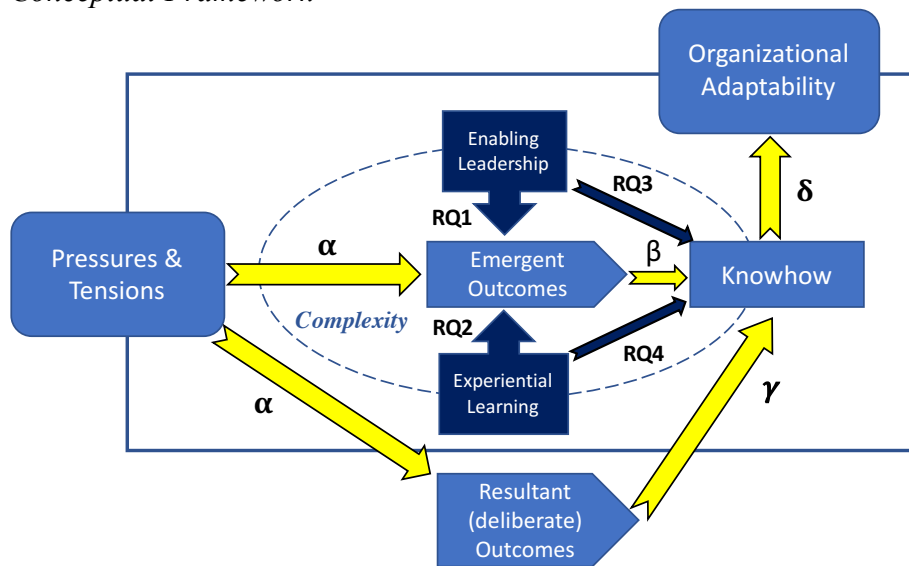 Conceptual Framework
Organizational
Adaptability
Enabling
Leadership
RQ3
δ
RQ1
Pressures &
Tensions
α
Emergent
Outcomes
β
Knowhow
Complexity
RQ2
RQ4
Experiential
Learning
α
γ
Resultant
(deliberate)
Outcomes